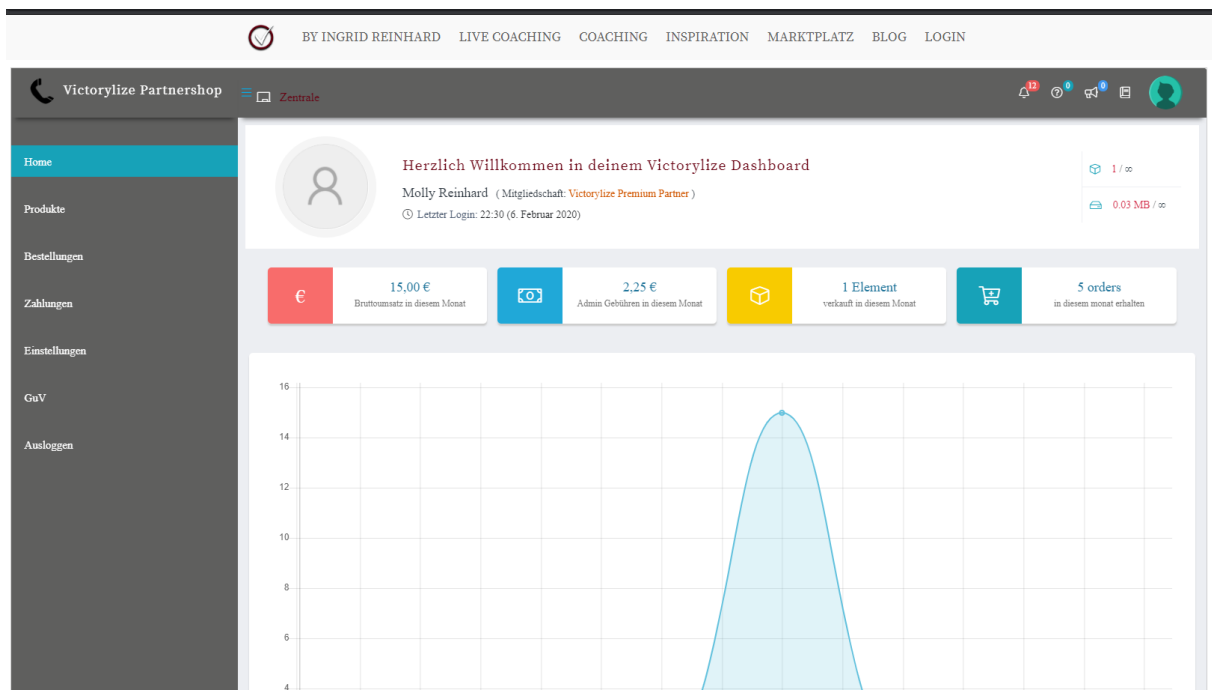 BY INGRID REINHARD LIVE COACHING COACHING INSPIRATION MARKTPLATZ BLOG LOGIN
Victorylize Partnershop
Zentrale
12 0 0
Home
Produkte
Bestellungen
Zahlungen
Einstellungen
GuV
Ausloggen
Herzlich Willkommen in deinem Victorylize Dashboard
Molly Reinhard ( Mitgliedschaft: Victorylize Premium Partner )
Letzter Login: 22:30 (6. Februar 2020)
1 / ∞
0.03 MB / ∞
€
15,00 €
Bruttoumsatz in diesem Monat
2,25 €
Admin Gebühren in diesem Monat
1 Element
verkauft in diesem Monat
5 orders
in diesem monat erhalten
16
14
12
10
8
6
4